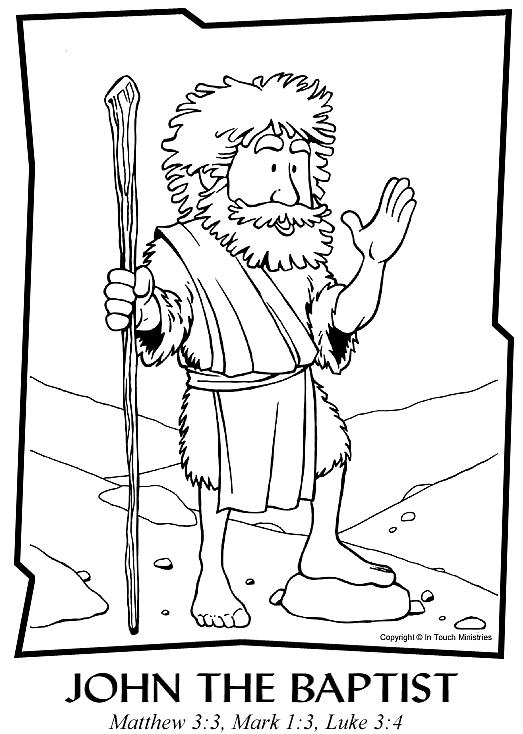 Copyright © In Touch Ministries
JOHN THE BAPTIST
Matthew 3:3, Mark 1:3, Luke 3:4